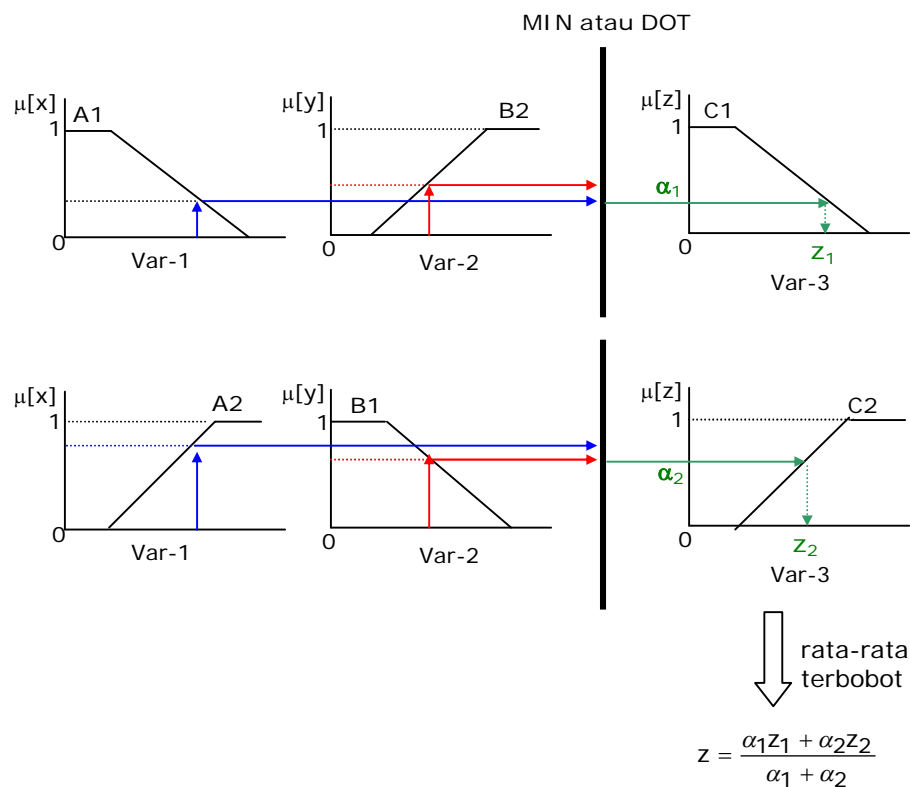 MIN atau DOT
μ[x]
1
A1
0
Var-1
μ[y]
1
B2
0
Var-2
μ[z]
1
C1
α1
0
z1
Var-3
μ[x]
1
A2
0
Var-1
μ[y]
1
B1
0
Var-2
μ[z]
1
C2
α2
0
z2
Var-3
rata-rata
terbobot
z = (α1z1 + α2z2) / (α1 + α2)